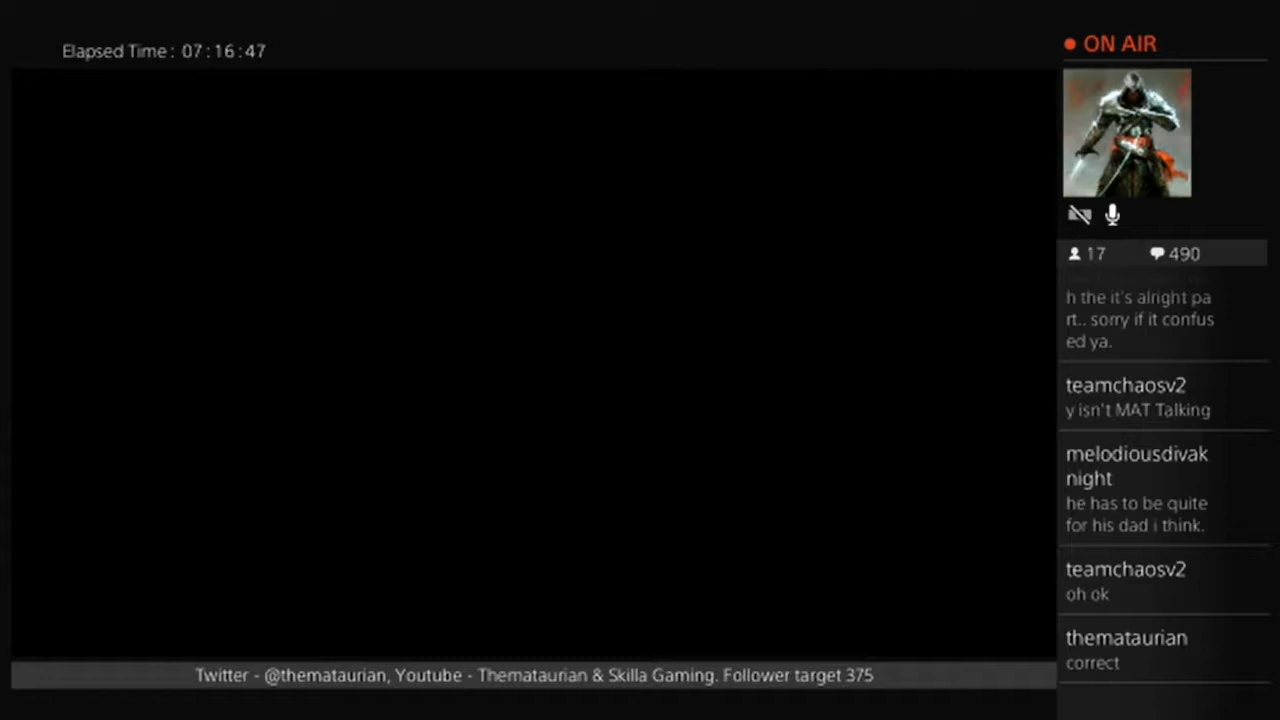 Elapsed Time: 07:16:47
ON AIR
17 490
h the it's alright pa
rt.. sorry if it confus
ed ya.
teamchaosv2
y isn't MAT Talking
melodiousdivak
night
he has to be quite
for his dad i think.
teamchaosv2
oh ok
themataurian
correct
Twitter - @themataurian, Youtube - Themataurian & Skilla Gaming. Follower target 375